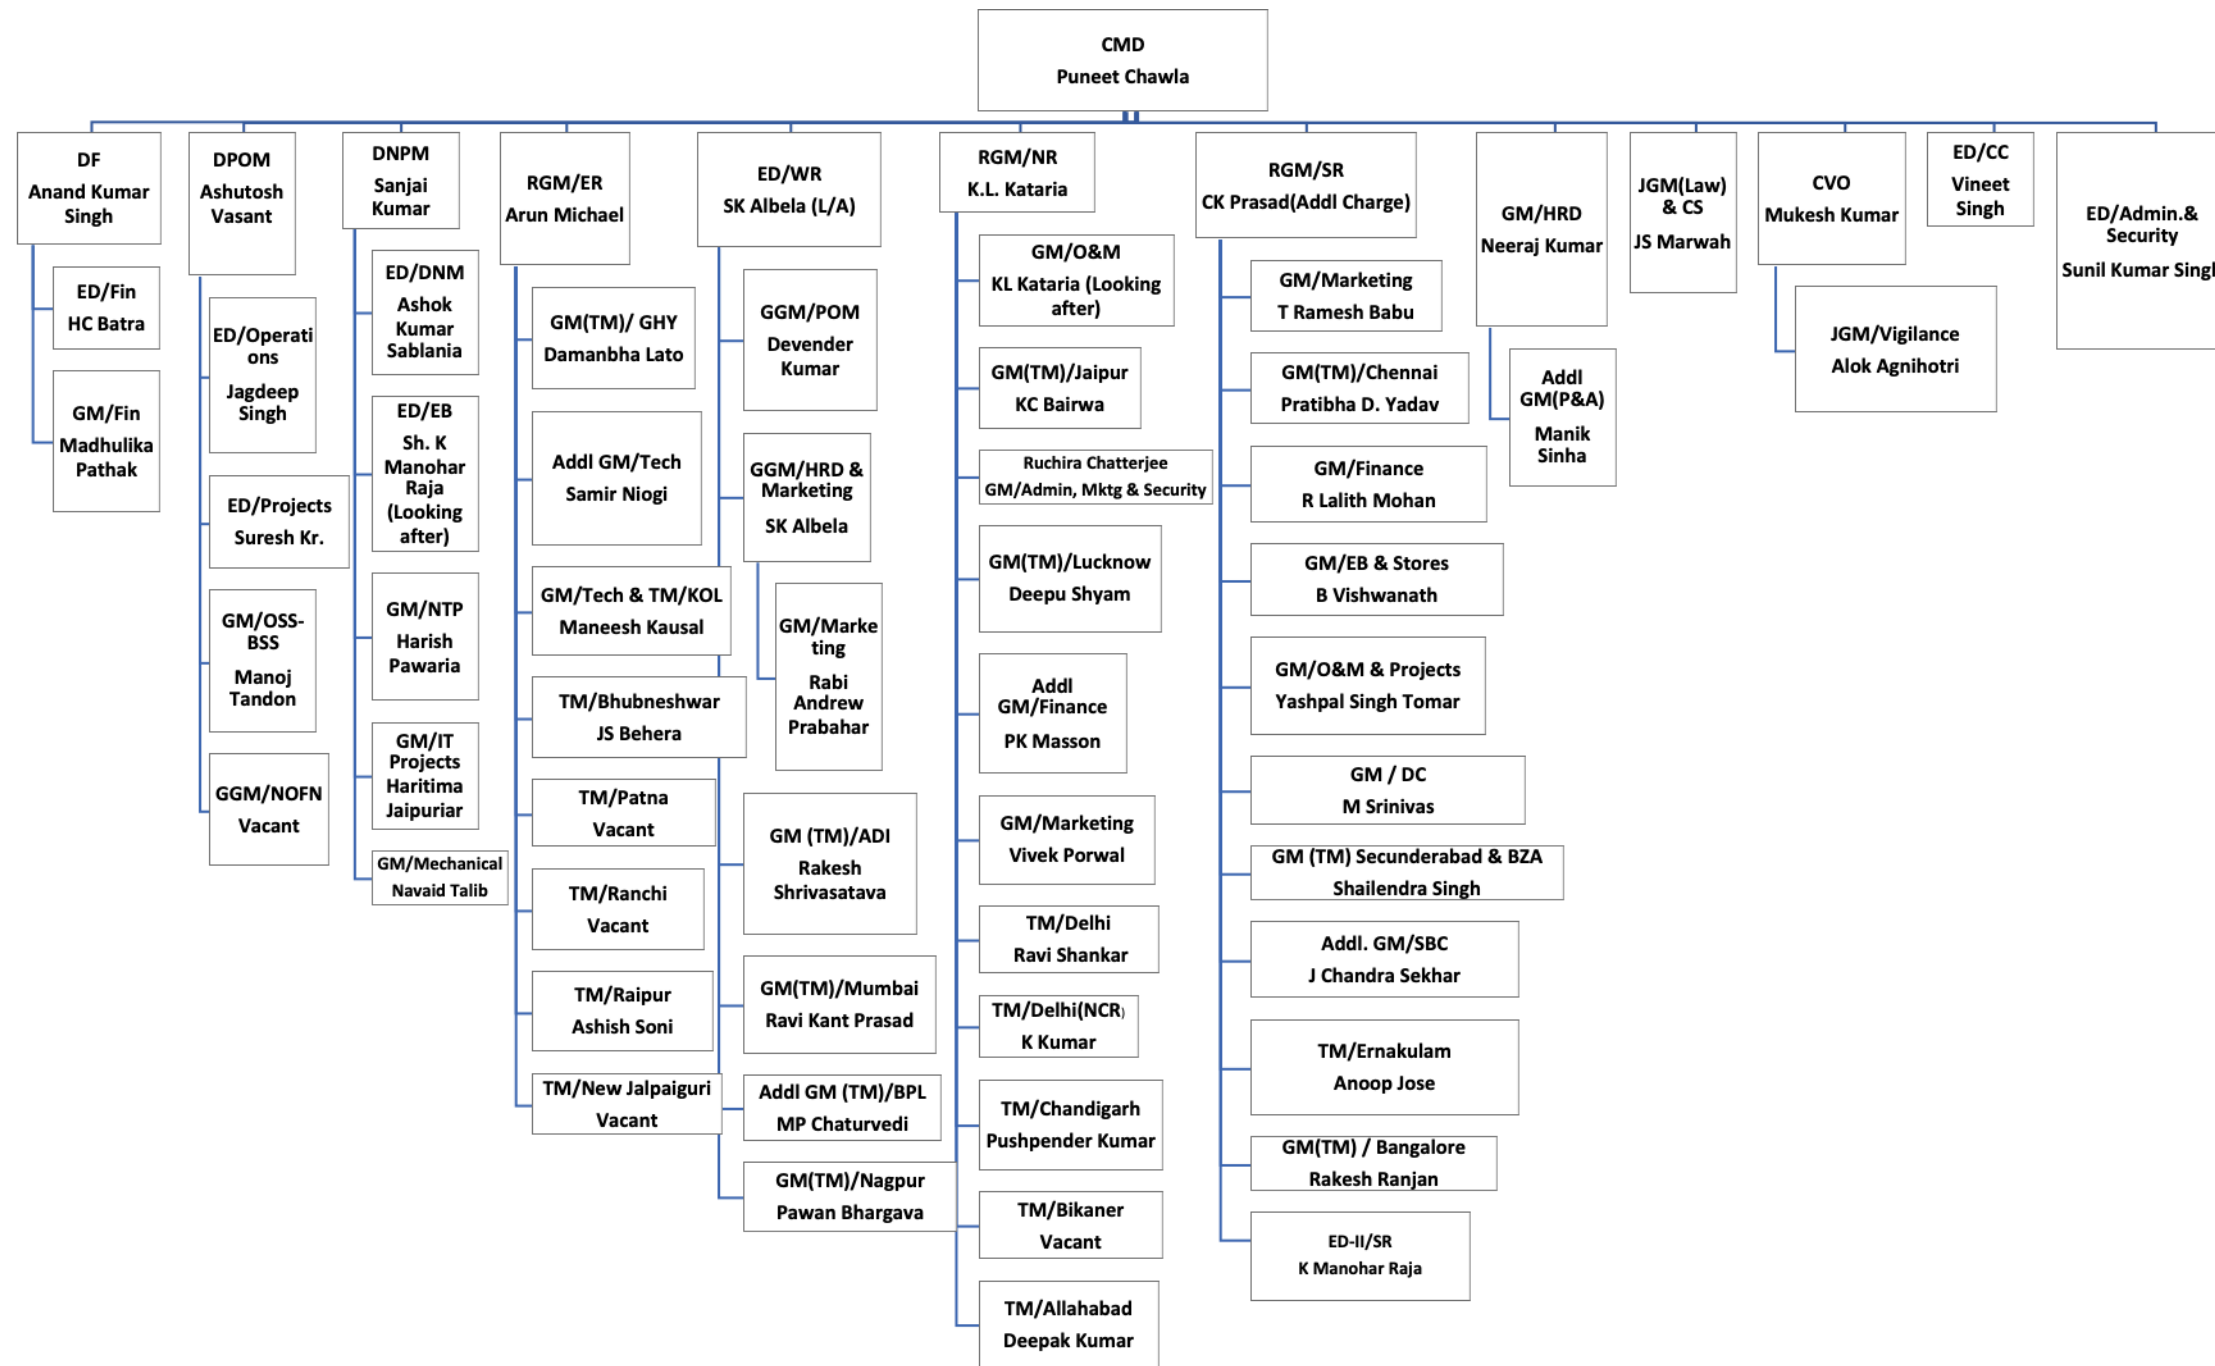 CMD
Puneet Chawla
DF
Anand Kumar
Singh
ED/Fin
HC Batra
GM/Fin
Madhulika
Pathak
DPOM
Ashutosh
Vasant
ED/Operati
ons
Jagdeep
Singh
ED/Projects
Suresh Kr.
GM/OSS-
BSS
Manoj
Tandon
GGM/NOFN
Vacant
DNPM
Sanjai
Kumar
ED/DNM
Ashok
Kumar
Sablania
ED/EB
Sh. K
Manohar
Raja
(Looking
after)
GM/NTP
Harish
Pawaria
GM/IT
Projects
Haritima
Jaipuriar
GM/Mechanical
Navaid Talib
RGM/ER
Arun Michael
GM(TM)/ GHY
Damanbha Lato
Addl GM/Tech
Samir Niogi
GM/Tech & TM/KOL
Maneesh Kausal
TM/Bhubneshwar
JS Behera
TM/Patna
Vacant
TM/Ranchi
Vacant
TM/Raipur
Ashish Soni
TM/New Jalpaiguri
Vacant
ED/WR
SK Albela (L/A)
GGM/POM
Devender
Kumar
GGM/HRD &
Marketing
SK Albela
GM/Marke
ting
Rabi
Andrew
Prabahar
GM (TM)/ADI
Rakesh
Shrivasatava
GM(TM)/Mumbai
Ravi Kant Prasad
Addl GM (TM)/BPL
MP Chaturvedi
GM(TM)/Nagpur
Pawan Bhargava
RGM/NR
K.L. Kataria
GM/O&M
KL Kataria (Looking
after)
GM(TM)/Jaipur
KC Bairwa
Ruchira Chatterjee
GM/Admin, Mktg & Security
GM(TM)/Lucknow
Deepu Shyam
Addl
GM/Finance
PK Masson
GM/Marketing
Vivek Porwal
TM/Delhi
Ravi Shankar
TM/Delhi(NCR)
K Kumar
TM/Chandigarh
Pushpender Kumar
TM/Bikaner
Vacant
TM/Allahabad
Deepak Kumar
RGM/SR
CK Prasad(Addl Charge)
GM/Marketing
T Ramesh Babu
GM(TM)/Chennai
Pratibha D. Yadav
GM/Finance
R Lalith Mohan
GM/EB & Stores
B Vishwanath
GM/O&M & Projects
Yashpal Singh Tomar
GM / DC
M Srinivas
GM (TM) Secunderabad & BZA
Shailendra Singh
Addl. GM/SBC
J Chandra Sekhar
TM/Ernakulam
Anoop Jose
GM(TM) / Bangalore
Rakesh Ranjan
ED-II/SR
K Manohar Raja
GM/HRD
Neeraj Kumar
Addl
GM(P&A)
Manik
Sinha
JGM(Law)
& CS
JS Marwah
CVO
Mukesh Kumar
JGM/Vigilance
Alok Agnihotri
ED/CC
Vineet
Singh
ED/Admin.&
Security
Sunil Kumar Singh